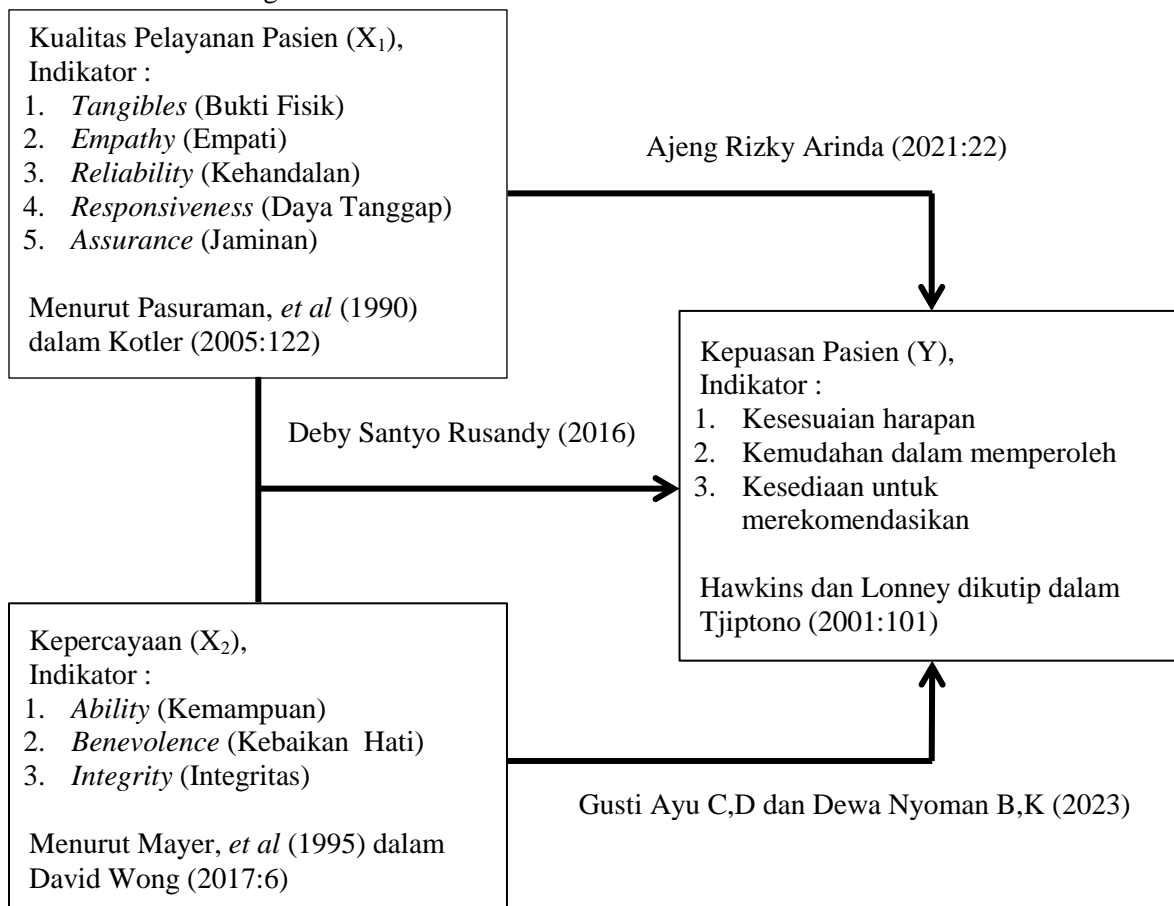 Kualitas Pelayanan Pasien (X₁),
Indikator :
1. Tangibles (Bukti Fisik)
2. Empathy (Empati)
3. Reliability (Kehandalan)
4. Responsiveness (Daya Tanggap)
5. Assurance (Jaminan)
Menurut Pasuraman, et al (1990)
dalam Kotler (2005:122)
Ajeng Rizky Arinda (2021:22)
Deby Santyo Rusandy (2016)
Kepuasan Pasien (Y),
Indikator :
1. Kesesuaian harapan
2. Kemudahan dalam memperoleh
3. Kesediaan untuk
merekomendasikan
Hawkins dan Lonney dikutip dalam
Tjiptono (2001:101)
Kepercayaan (X₂),
Indikator :
1. Ability (Kemampuan)
2. Benevolence (Kebaikan Hati)
3. Integrity (Integritas)
Menurut Mayer, et al (1995) dalam
David Wong (2017:6)
Gusti Ayu C,D dan Dewa Nyoman B,K (2023)